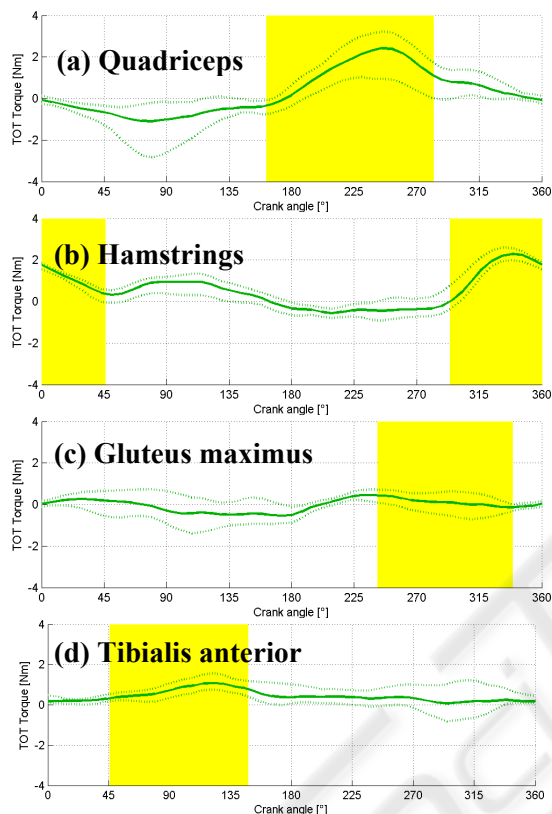 (a) Quadriceps
TOT Torque [Nm]
4
2
0
-2
-4
0 45 90 135 180 225 270 315 360
Crank angle [°]
(b) Hamstrings
TOT Torque [Nm]
4
2
0
-2
-4
0 45 90 135 180 225 270 315 360
Crank angle [°]
(c) Gluteus maximus
TOT Torque [Nm]
4
2
0
-2
-4
0 45 90 135 180 225 270 315 360
Crank angle [°]
(d) Tibialis anterior
TOT Torque [Nm]
4
2
0
-2
-4
0 45 90 135 180 225 270 315 360
Crank angle [°]